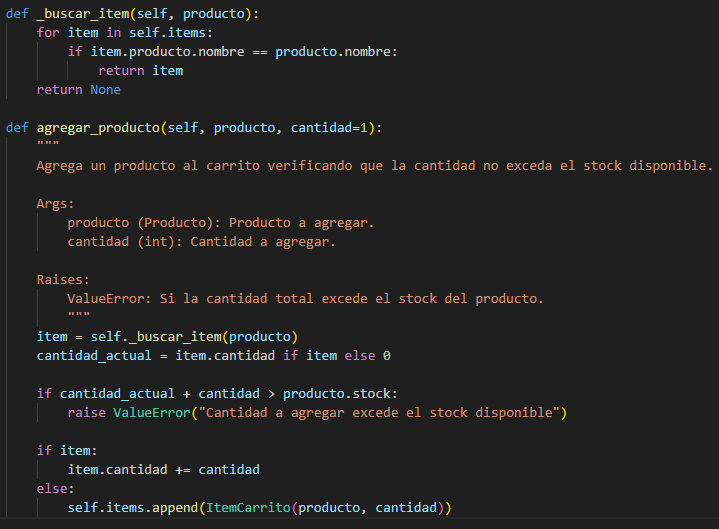 def _buscar_item(self, producto):
    for item in self.items:
        if item.producto.nombre == producto.nombre:
            return item
    return None

def agregar_producto(self, producto, cantidad=1):
    """
    Agrega un producto al carrito verificando que la cantidad no exceda el stock disponible.

    Args:
        producto (Producto): Producto a agregar.
        cantidad (int): Cantidad a agregar.

    Raises:
        ValueError: Si la cantidad total excede el stock del producto.
        """
    item = self._buscar_item(producto)
    cantidad_actual = item.cantidad if item else 0

    if cantidad_actual + cantidad > producto.stock:
        raise ValueError("Cantidad a agregar excede el stock disponible")

    if item:
        item.cantidad += cantidad
    else:
        self.items.append(ItemCarrito(producto, cantidad))